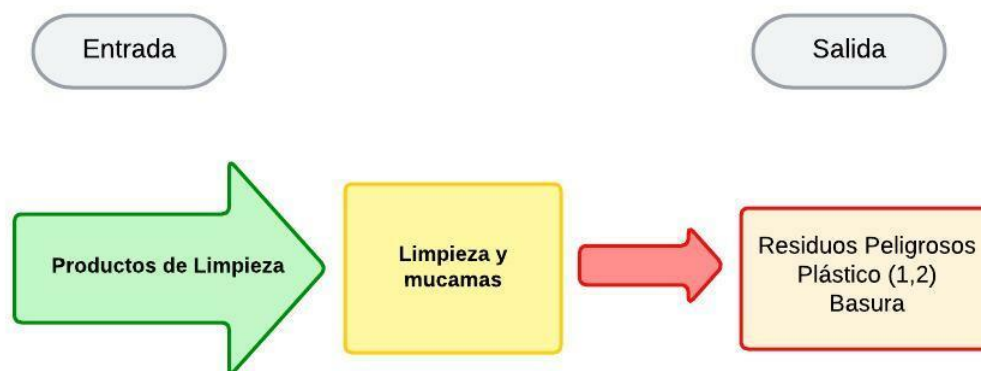 Entrada
Salida
Productos de Limpieza
Limpieza y
mucamas
Residuos Peligrosos
Plástico (1,2)
Basura